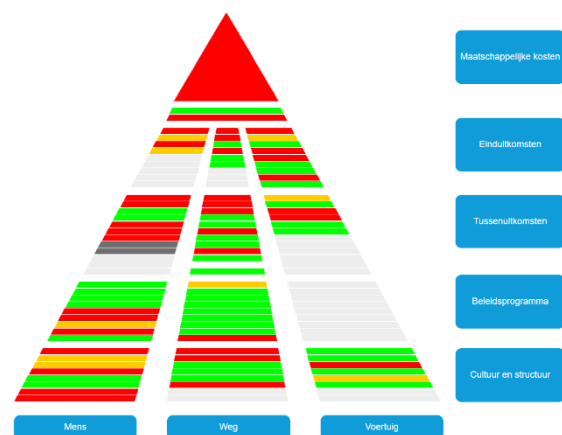 Maatschappelijke kosten
Einduitkomsten
Tussenuitkomsten
Beleidsprogramma
Cultuur en structuur
Mens
Weg
Voertuig